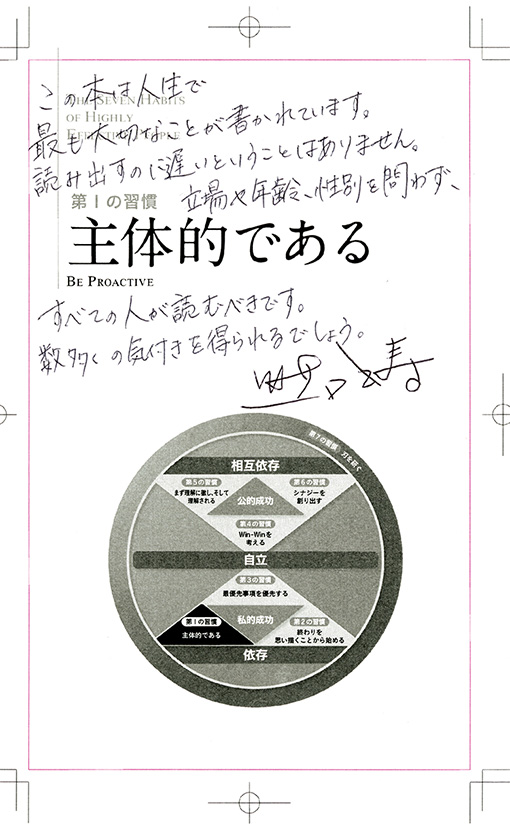 この本は人生で
THE SEVEN HABITS
OF HIGHLY
EFFECTIVE PEOPLE
最も大切なことが書かれています。
読み出すのに遅いということはありません。
立場や年齢、性別を問わず、
第1の習慣
主体的である
BE PROACTIVE
すべての人が読むべきです。
数多くの気付きを得られるでしょう。
第7の習慣 刃を研ぐ
相互依存
第5の習慣
まず理解に徹し、そして
理解される
公的成功
第6の習慣
シナジーを
創り出す
第4の習慣
Win-Winを
考える
自立
第3の習慣
最優先事項を優先する
第1の習慣
主体的である
私的成功
第2の習慣
終わりを
思い描くことから始める
依存